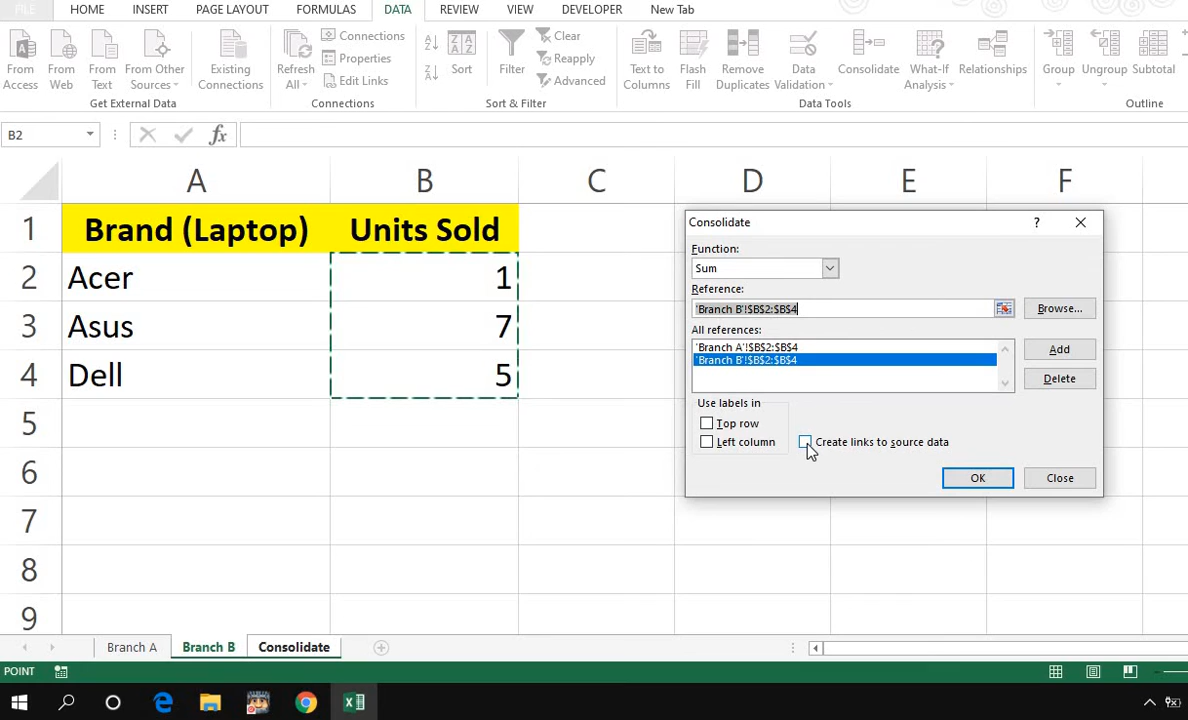 FILE HOME INSERT PAGE LAYOUT FORMULAS DATA REVIEW VIEW DEVELOPER New Tab
From Access
From Web
From Text
From Other Sources
Existing Connections
Refresh All
Connections
Properties
Edit Links
Sort
Filter
Clear
Reapply
Advanced
Text to Columns
Flash Fill
Remove Duplicates
Data Validation
Consolidate
What-If Analysis
Relationships
Group
Ungroup
Subtotal
Get External Data Connections Sort & Filter Data Tools Outline
B2 fx
A B C D E F
1 Brand (Laptop) Units Sold
2 Acer 1
3 Asus 7
4 Dell 5
5
6
7
8
9
Consolidate ?
Function:
Sum
Reference:
'Branch B'!$B$2:$B$4 Browse...
All references:
'Branch A'!$B$2:$B$4 Add
'Branch B'!$B$2:$B$4
Delete
Use labels in
Top row
Left column Create links to source data
OK Close
Branch A Branch B Consolidate
POINT